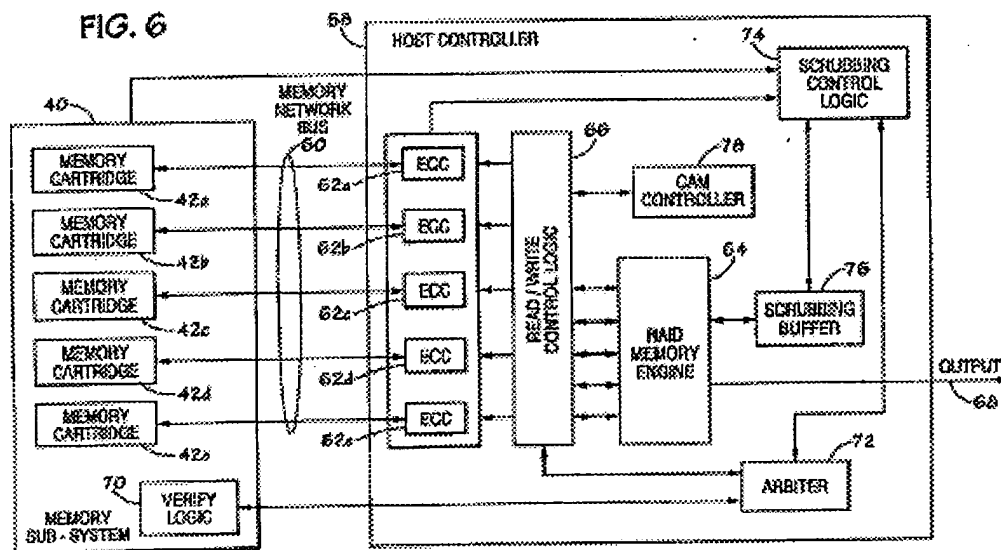 FIG. 6
58
HOST CONTROLLER
74
SCRUBBING
CONTROL
LOGIC
40
MEMORY
NETWORK
BUS
60
66
78
CAM
CONTROLLER
MEMORY
CARTRIDGE
42a
ECC
62a
MEMORY
CARTRIDGE
42b
ECC
62b
MEMORY
CARTRIDGE
42c
ECC
62c
MEMORY
CARTRIDGE
42d
ECC
62d
MEMORY
CARTRIDGE
42e
ECC
62e
READ / WRITE
CONTROL LOGIC
64
RAID
MEMORY
ENGINE
76
SCRUBBING
BUFFER
OUTPUT
68
70
VERIFY
LOGIC
MEMORY
SUB - SYSTEM
72
ARBITER